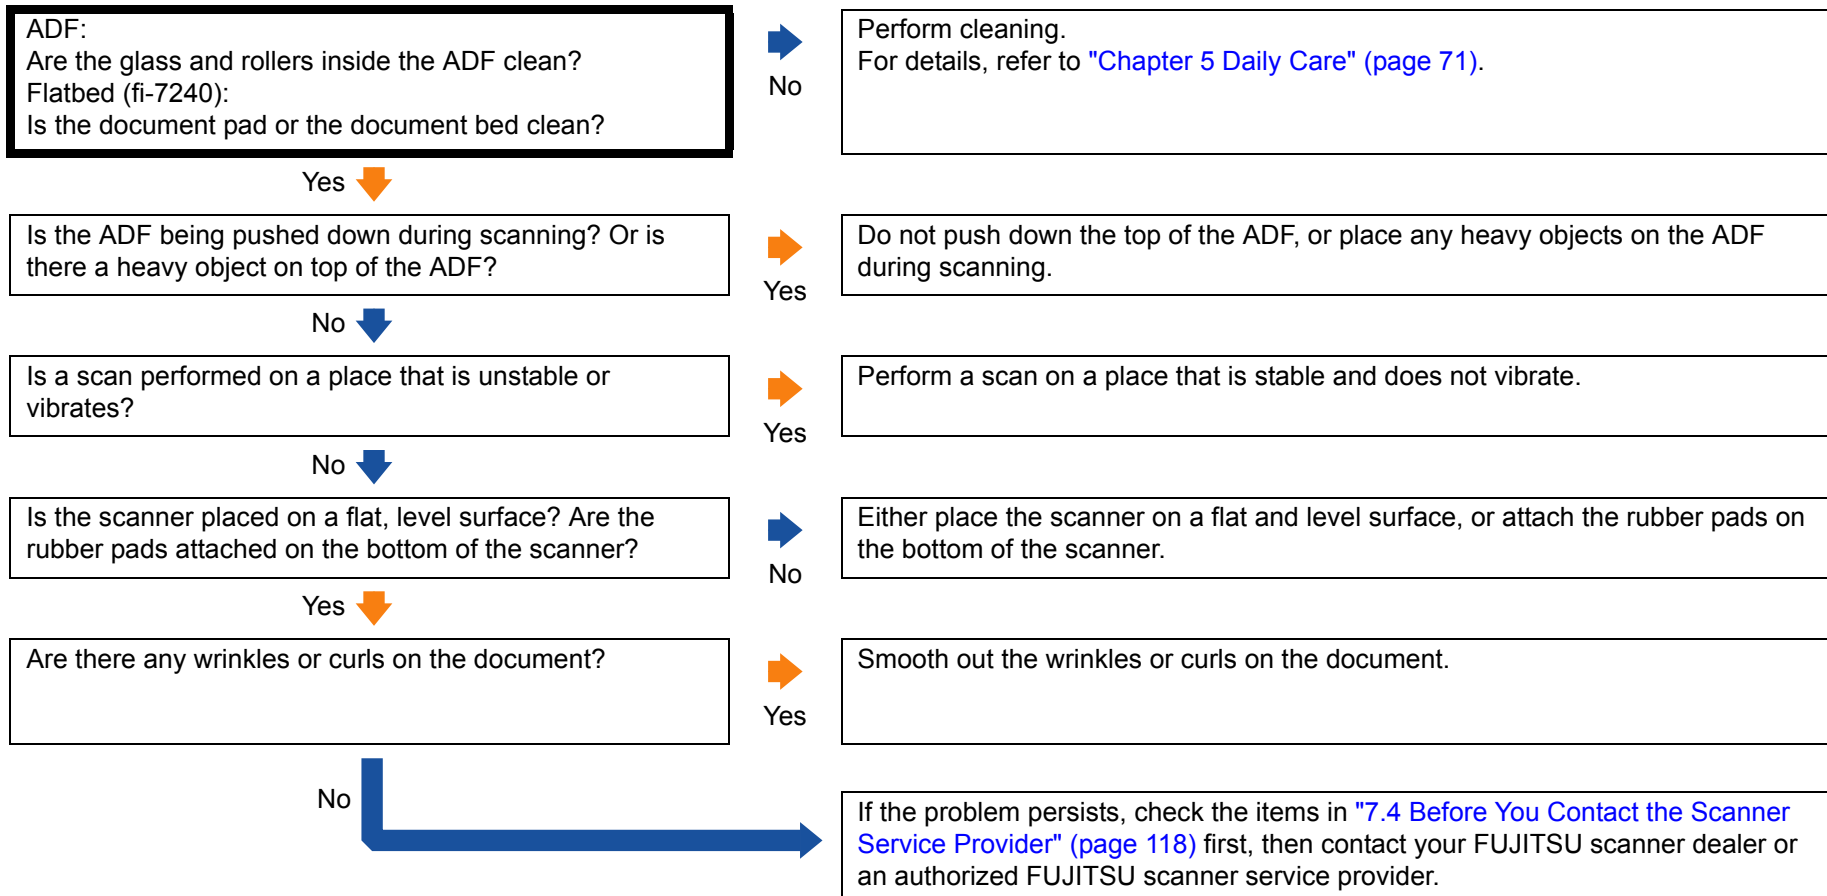 ADF:
Are the glass and rollers inside the ADF clean?
Flatbed (fi-7240):
Is the document pad or the document bed clean?
No
Perform cleaning.
For details, refer to "Chapter 5 Daily Care" (page 71).
Yes
Is the ADF being pushed down during scanning? Or is
there a heavy object on top of the ADF?
Yes
Do not push down the top of the ADF, or place any heavy objects on the ADF
during scanning.
No
Is a scan performed on a place that is unstable or
vibrates?
Yes
Perform a scan on a place that is stable and does not vibrate.
No
Is the scanner placed on a flat, level surface? Are the
rubber pads attached on the bottom of the scanner?
No
Either place the scanner on a flat and level surface, or attach the rubber pads on
the bottom of the scanner.
Yes
Are there any wrinkles or curls on the document?
Yes
Smooth out the wrinkles or curls on the document.
No
If the problem persists, check the items in "7.4 Before You Contact the Scanner
Service Provider" (page 118) first, then contact your FUJITSU scanner dealer or
an authorized FUJITSU scanner service provider.